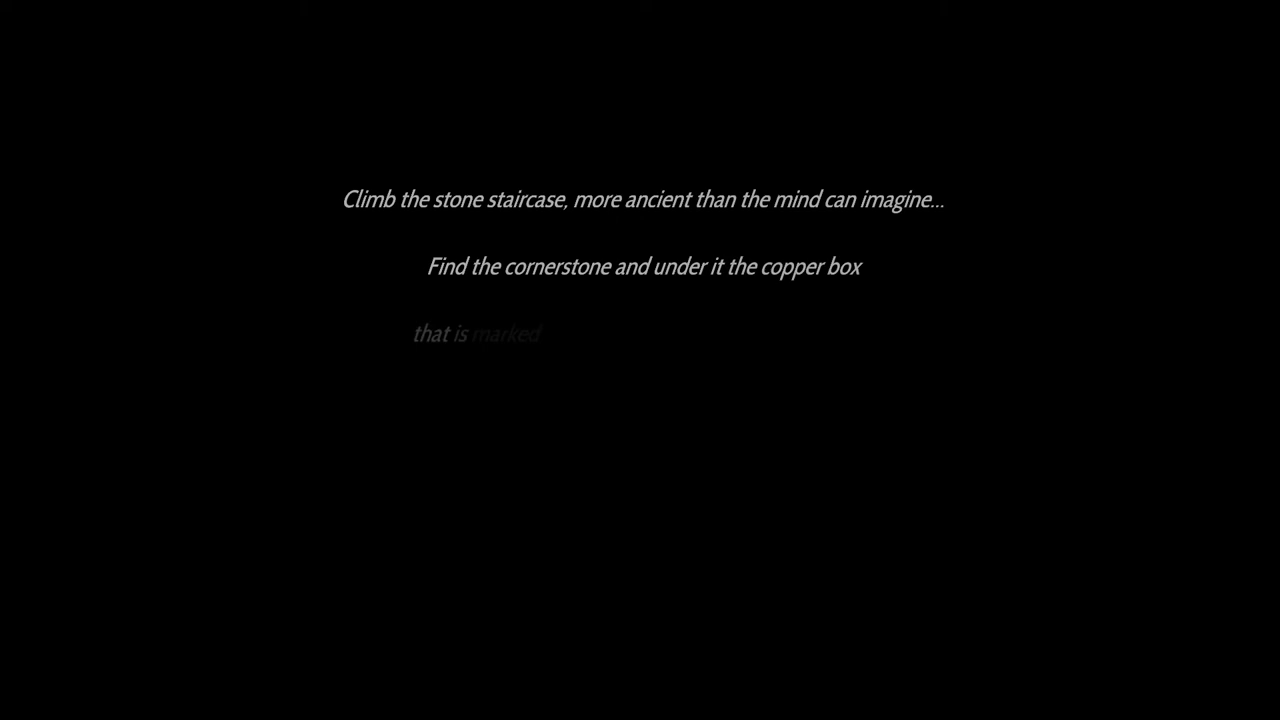 Climb the stone staircase, more ancient than the mind can imagine...
Find the cornerstone and under it the copper box
that is marked